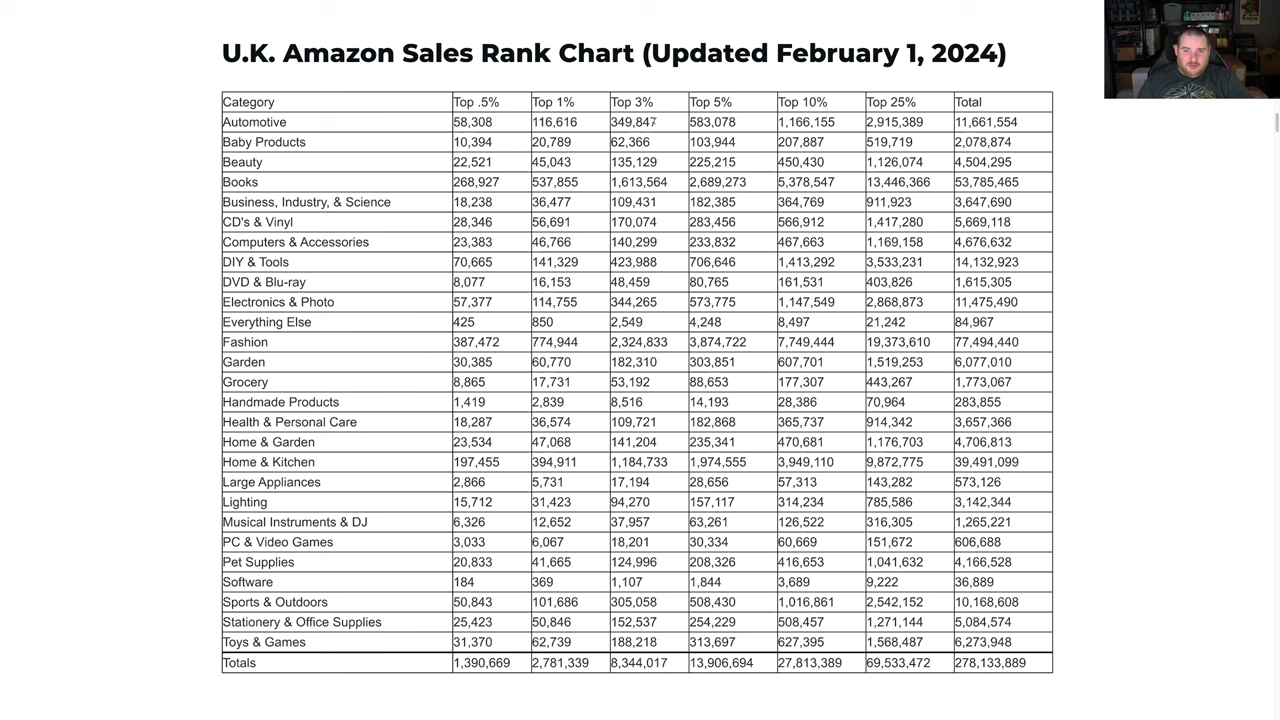 U.K. Amazon Sales Rank Chart (Updated February 1, 2024)
Category Top .5% Top 1% Top 3% Top 5% Top 10% Top 25% Total
Automotive 58,308 116,616 349,847 583,078 1,166,155 2,915,389 11,661,554
Baby Products 10,394 20,789 62,366 103,944 207,887 519,719 2,078,874
Beauty 22,521 45,043 135,129 225,215 450,430 1,126,074 4,504,295
Books 268,927 537,855 1,613,564 2,689,273 5,378,547 13,446,366 53,785,465
Business, Industry, & Science 18,238 36,477 109,431 182,385 364,769 911,923 3,647,690
CD's & Vinyl 28,346 56,691 170,074 283,456 566,912 1,417,280 5,669,118
Computers & Accessories 23,383 46,766 140,299 233,832 467,663 1,169,158 4,676,632
DIY & Tools 70,665 141,329 423,988 706,646 1,413,292 3,533,231 14,132,923
DVD & Blu-ray 8,077 16,153 48,459 80,765 161,531 403,826 1,615,305
Electronics & Photo 57,377 114,755 344,265 573,775 1,147,549 2,868,873 11,475,490
Everything Else 425 850 2,549 4,248 8,497 21,242 84,967
Fashion 387,472 774,944 2,324,833 3,874,722 7,749,444 19,373,610 77,494,440
Garden 30,385 60,770 182,310 303,851 607,701 1,519,253 6,077,010
Grocery 8,865 17,731 53,192 88,653 177,307 443,267 1,773,067
Handmade Products 1,419 2,839 8,516 14,193 28,386 70,964 283,855
Health & Personal Care 18,287 36,574 109,721 182,868 365,737 914,342 3,657,366
Home & Garden 23,534 47,068 141,204 235,341 470,681 1,176,703 4,706,813
Home & Kitchen 197,455 394,911 1,184,733 1,974,555 3,949,110 9,872,775 39,491,099
Large Appliances 2,866 5,731 17,194 28,656 57,313 143,282 573,126
Lighting 15,712 31,423 94,270 157,117 314,234 785,586 3,142,344
Musical Instruments & DJ 6,326 12,652 37,957 63,261 126,522 316,305 1,265,221
PC & Video Games 3,033 6,067 18,201 30,334 60,669 151,672 606,688
Pet Supplies 20,833 41,665 124,996 208,326 416,653 1,041,632 4,166,528
Software 184 369 1,107 1,844 3,689 9,222 36,889
Sports & Outdoors 50,843 101,686 305,058 508,430 1,016,861 2,542,152 10,168,608
Stationery & Office Supplies 25,423 50,846 152,537 254,229 508,457 1,271,144 5,084,574
Toys & Games 31,370 62,739 188,218 313,697 627,395 1,568,487 6,273,948
Totals 1,390,669 2,781,339 8,344,017 13,906,694 27,813,389 69,533,472 278,133,889